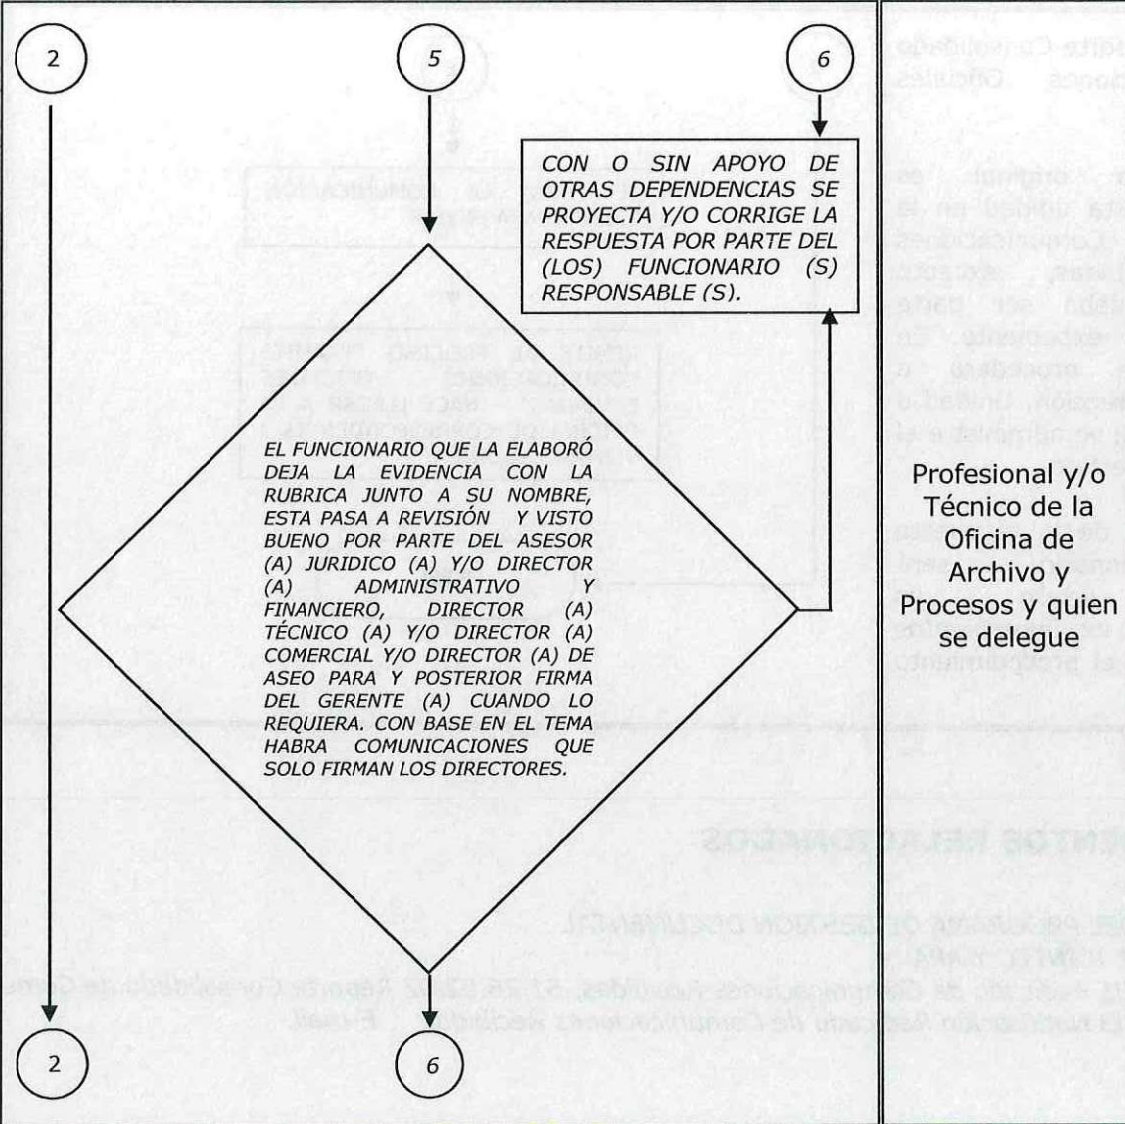 2
5
6
CON O SIN APOYO DE
OTRAS DEPENDENCIAS SE
PROYECTA Y/O CORRIGE LA
RESPUESTA POR PARTE DEL
(LOS) FUNCIONARIO (S)
RESPONSABLE (S).
EL FUNCIONARIO QUE LA ELABORÓ
DEJA LA EVIDENCIA CON LA
RUBRICA JUNTO A SU NOMBRE,
ESTA PASA A REVISIÓN Y VISTO
BUENO POR PARTE DEL ASESOR
(A) JURIDICO (A) Y/O DIRECTOR
(A) ADMINISTRATIVO Y
FINANCIERO, DIRECTOR (A)
TÉCNICO (A) Y/O DIRECTOR (A)
COMERCIAL Y/O DIRECTOR (A) DE
ASEO PARA Y POSTERIOR FIRMA
DEL GERENTE (A) CUANDO LO
REQUIERA. CON BASE EN EL TEMA
HABRA COMUNICACIONES QUE
SOLO FIRMAN LOS DIRECTORES.
Profesional y/o
Técnico de la
Oficina de
Archivo y
Procesos y quien
se delegue
2
6